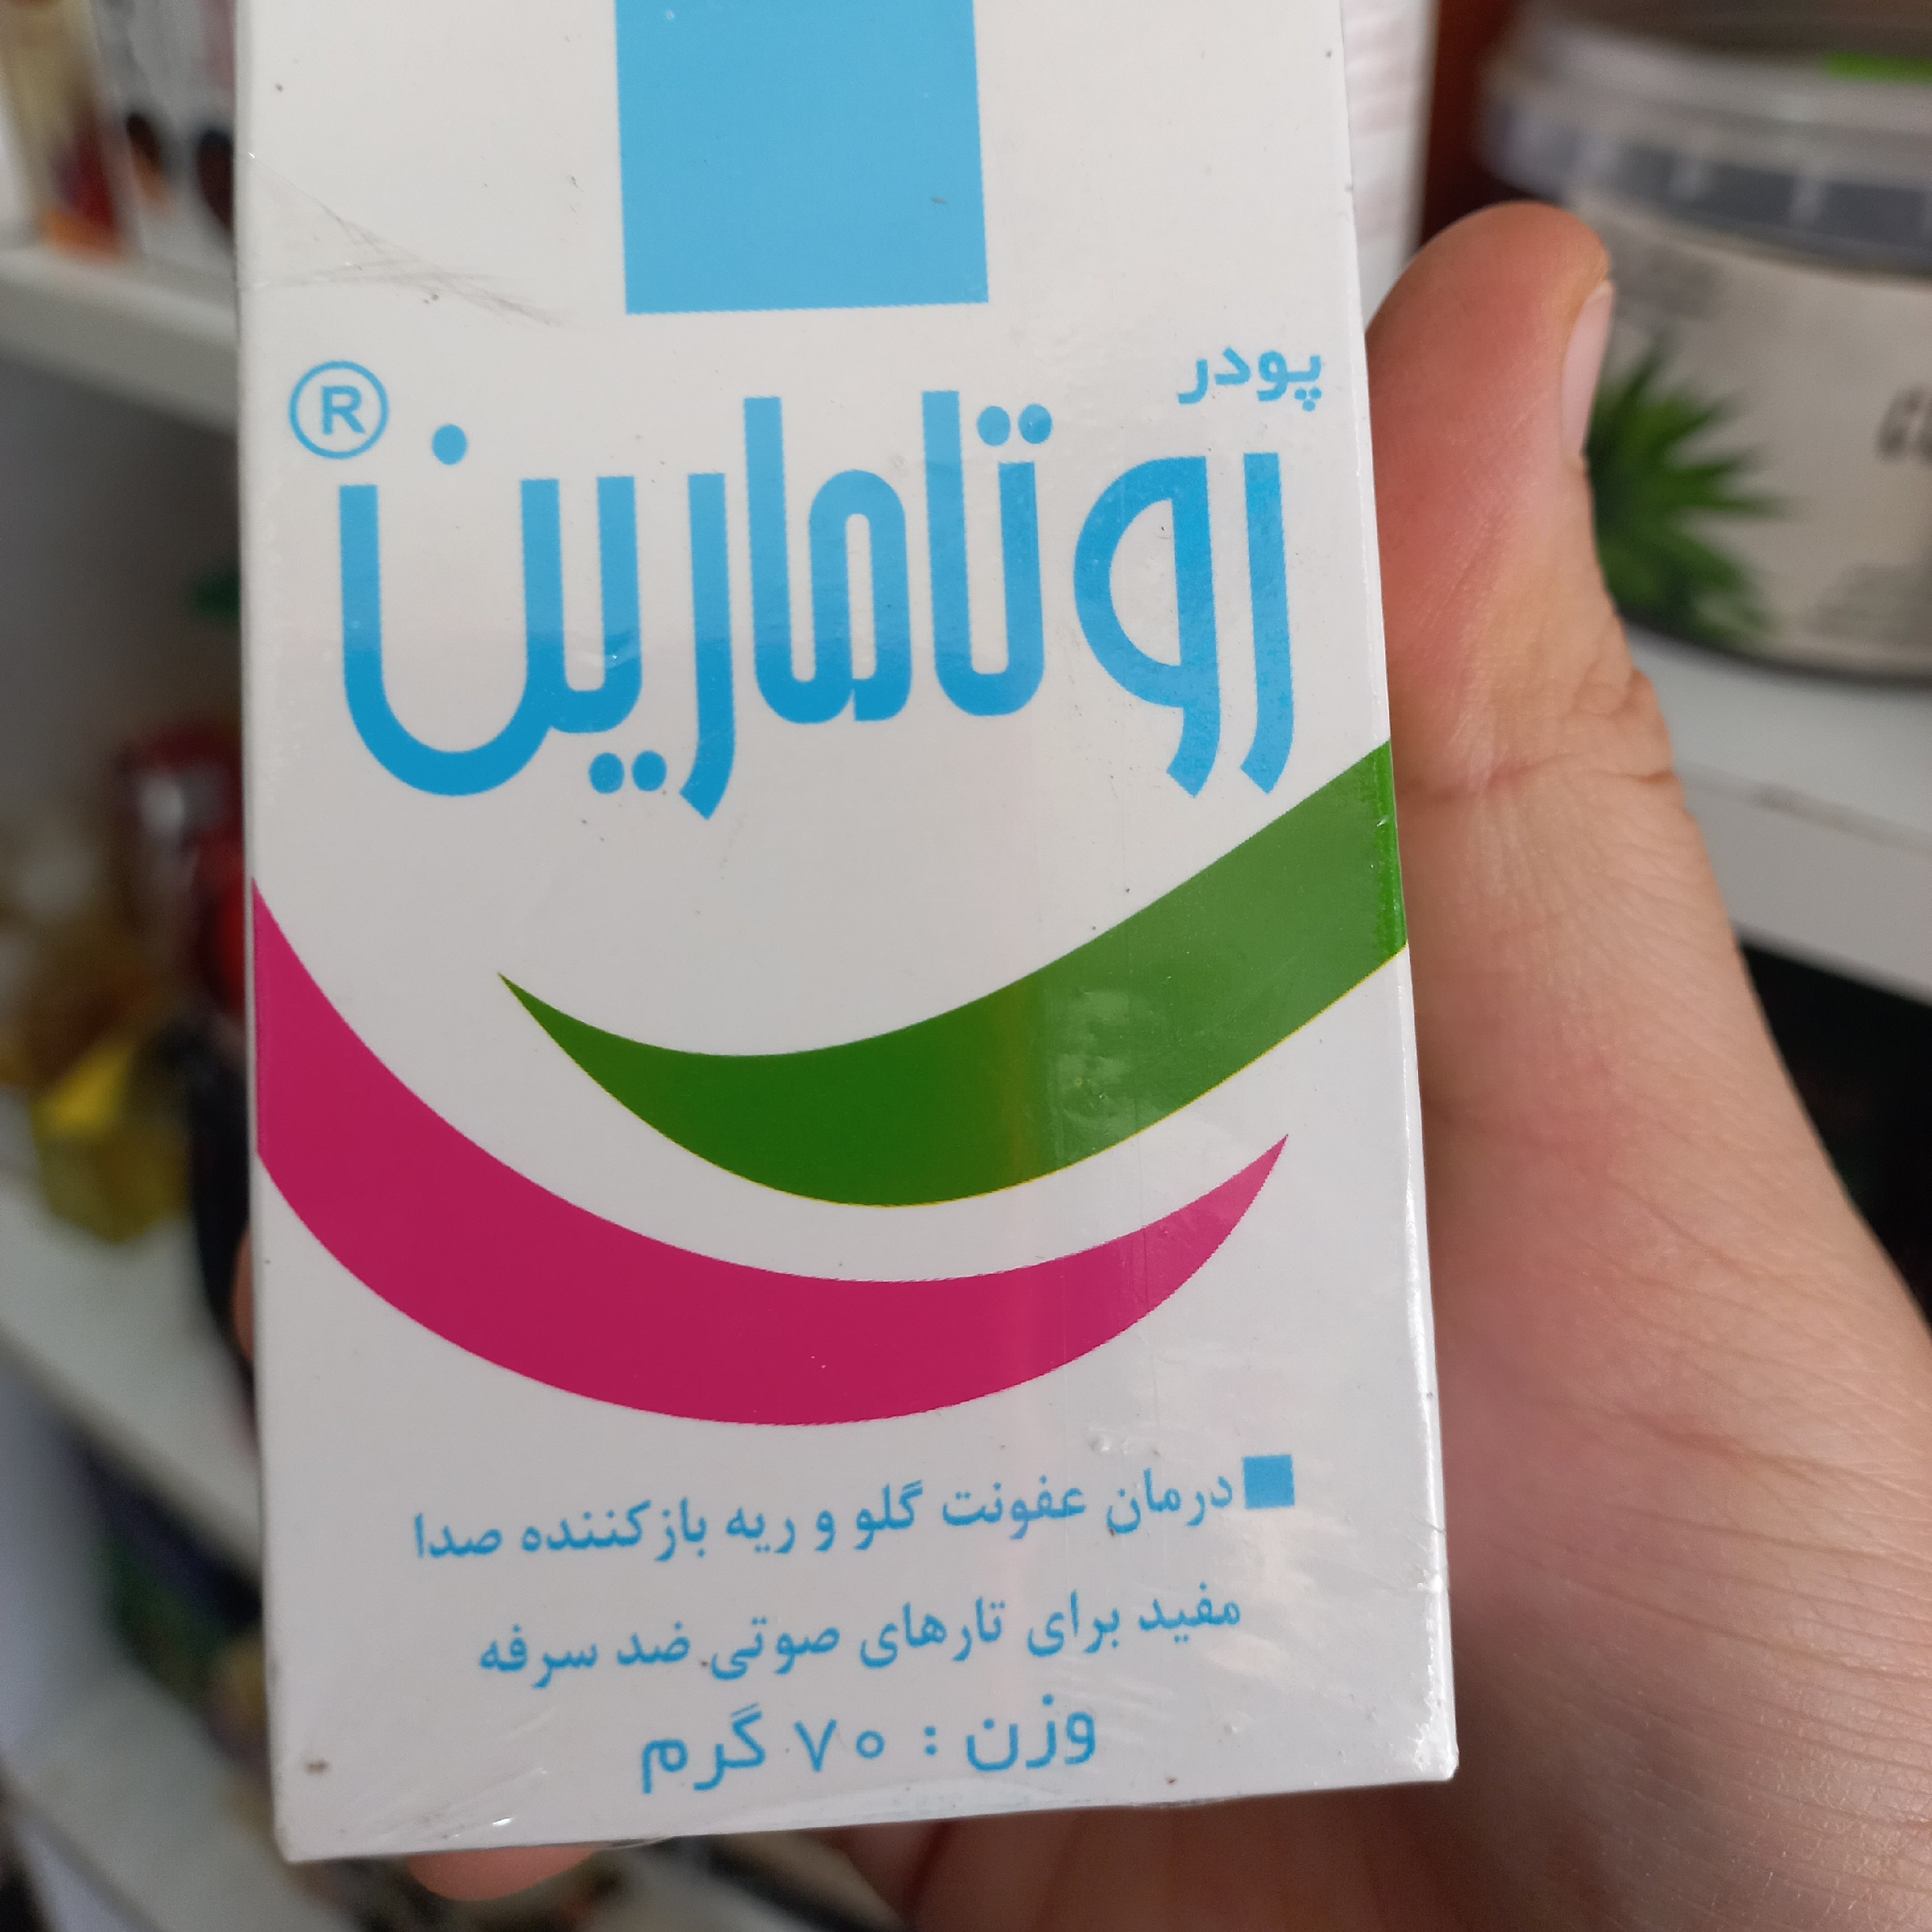 پودر
روتامارین ®
درمان عفونت گلو و ریه بازکننده صدا
مفید برای تارهای صوتی ضد سرفه
وزن : ۷۰ گرم